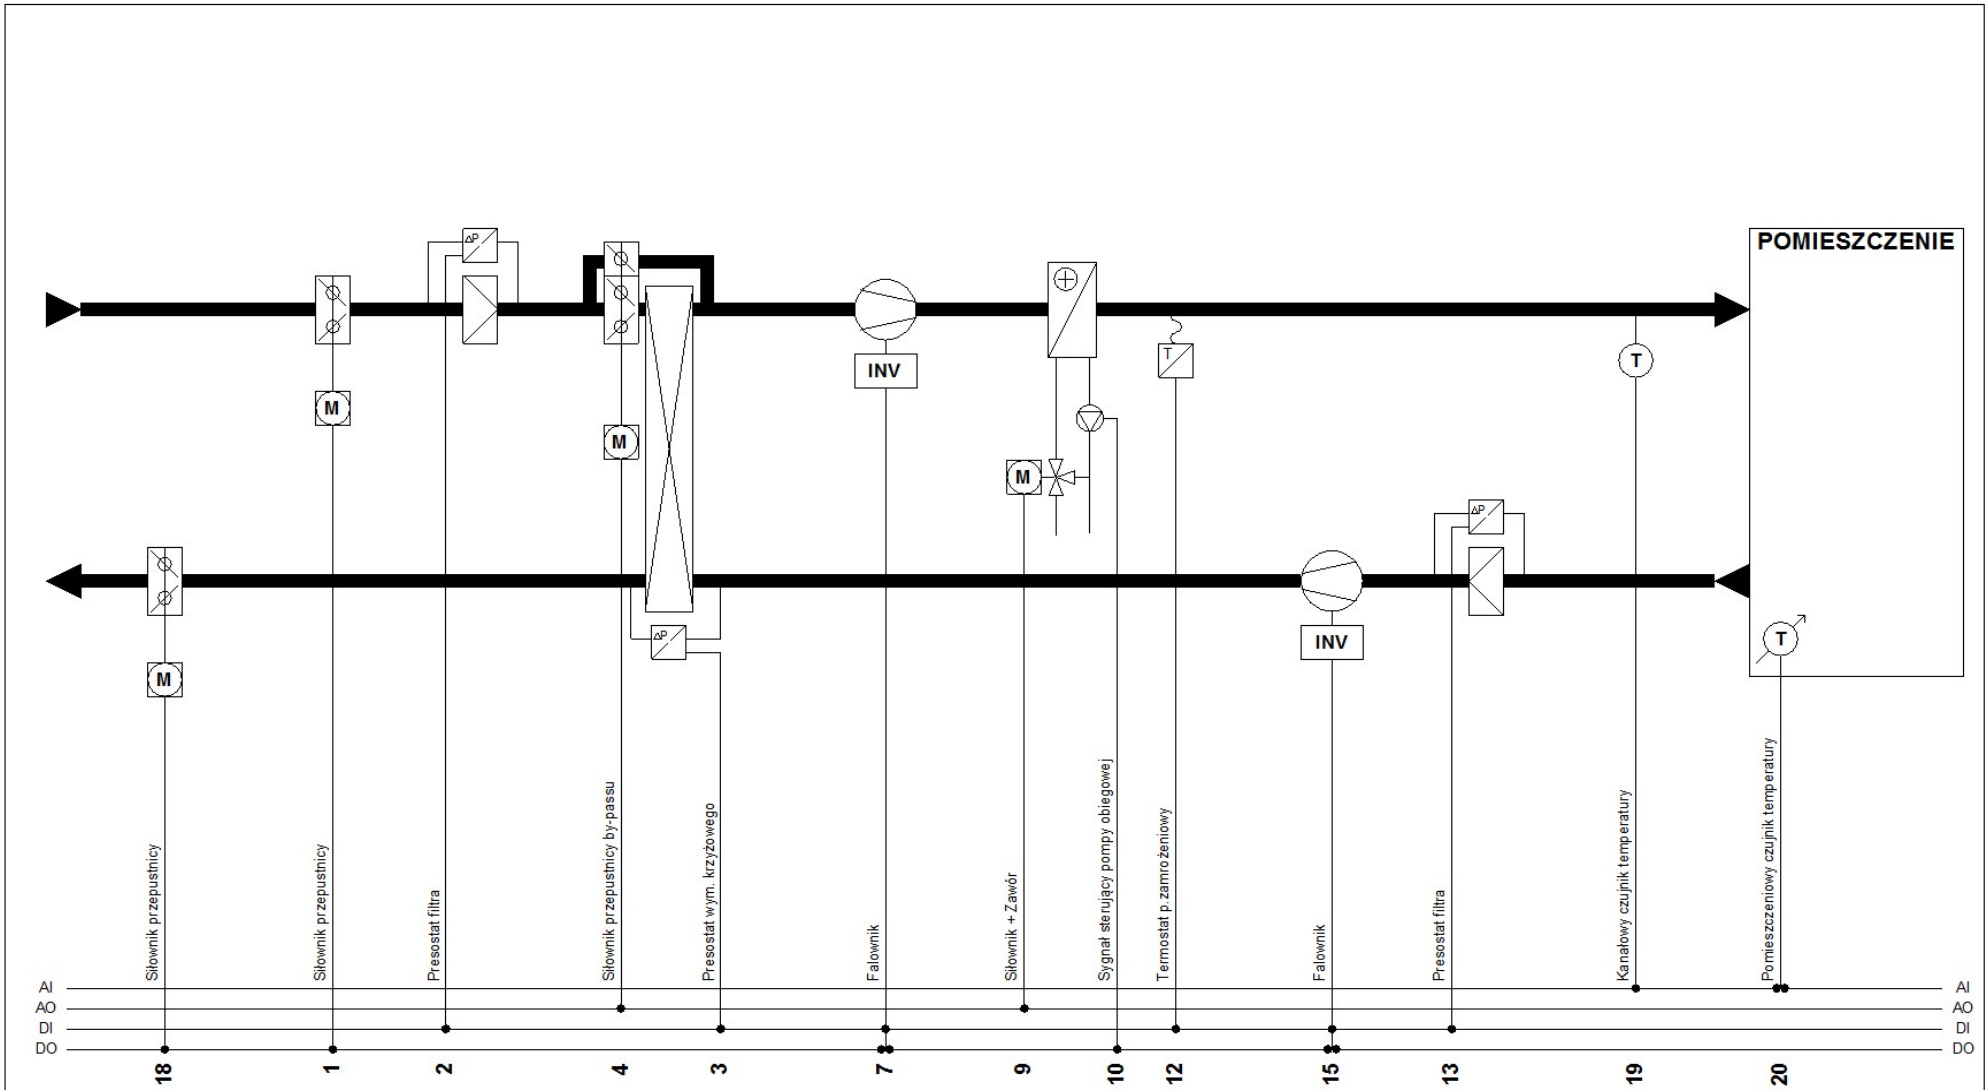 POMIESZCZENIE
ΔP
M
M
INV
T
T
M
ΔP
INV
ΔP
T
M
Siłownik przepustnicy
Siłownik przepustnicy
Presostat filtra
Siłownik przepustnicy by-passu
Presostat wym. krzyżowego
Falownik
Siłownik + Zawór
Sygnał sterujący pompy obiegowej
Termostat p.zamrożeniowy
Falownik
Presostat filtra
Kanałowy czujnik temperatury
Pomieszczeniowy czujnik temperatury
AI AI
AO AO
DI DI
DO DO
18 1 2 4 3 7 9 10 12 15 13 19 20